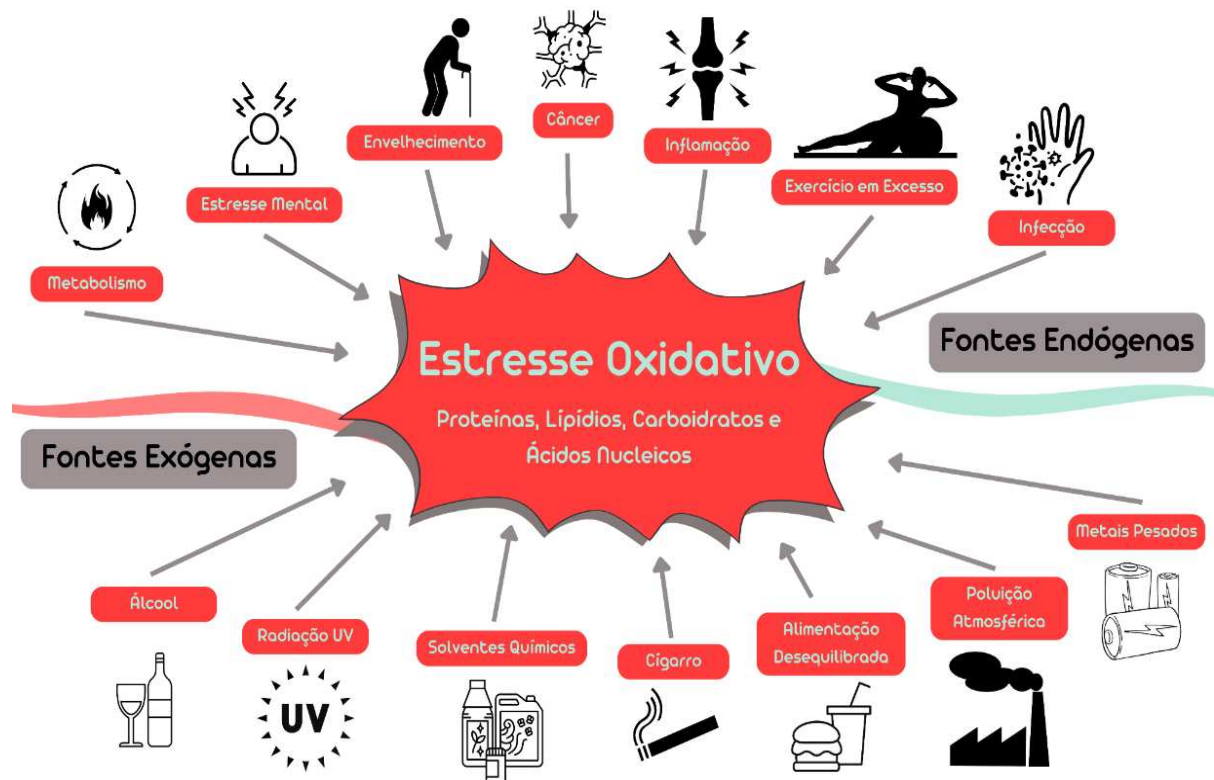 Câncer
Envelhecimento
Inflamação
Exercício em Excesso
Estresse Mental
Infecção
Metabolismo
Fontes Endógenas
Estresse Oxidativo
Proteínas, Lípídios, Carboidratos e
Ácidos Nucleicos
Fontes Exógenas
Metais Pesados
Álcool
Radiação UV
Solventes Químicos
Cigarro
Alimentação
Desequilibrada
Poluição
Atmosférica
UV